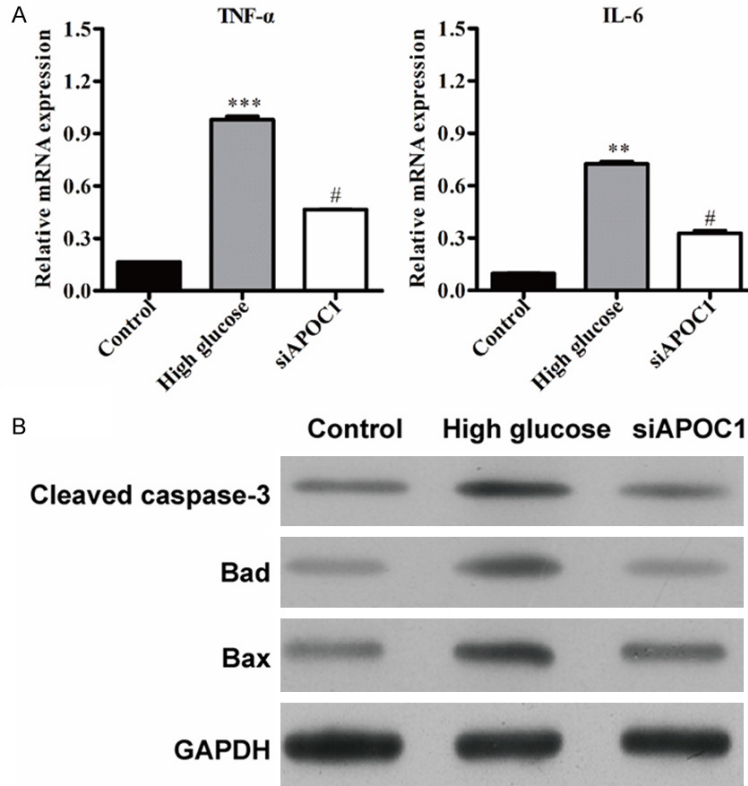 A
TNF-α
IL-6
Relative mRNA expression
1.5
1.2
0.9
0.6
0.3
0.0
***
#
Control
High glucose
siAPOC1
Relative mRNA expression
1.5
1.2
0.9
0.6
0.3
0.0
**
#
Control
High glucose
siAPOC1
B
Control High glucose siAPOC1
Cleaved caspase-3
Bad
Bax
GAPDH